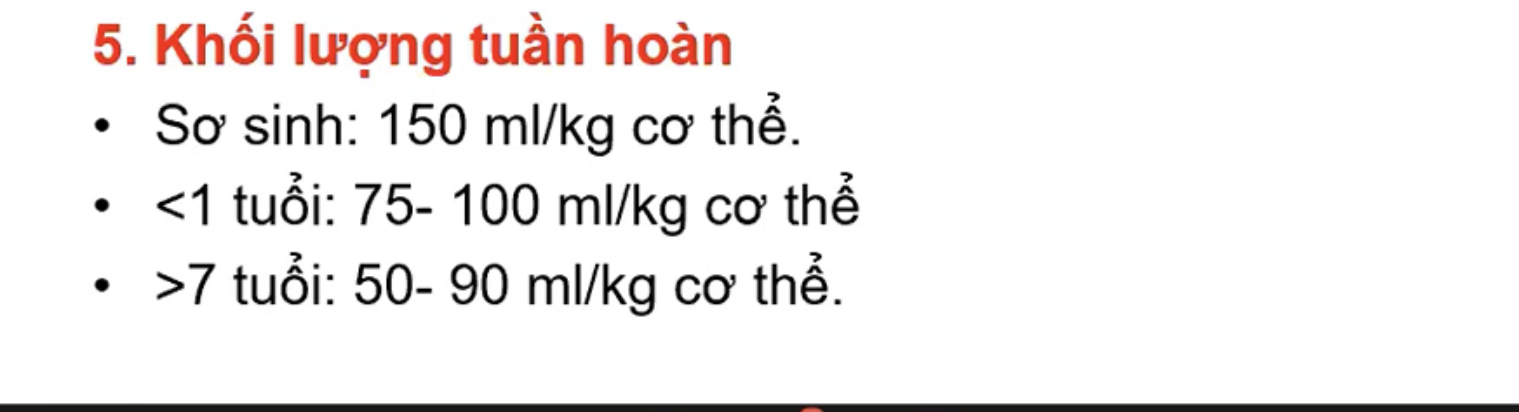 5. Khối lượng tuần hoàn
• Sơ sinh: 150 ml/kg cơ thể.
• <1 tuổi: 75- 100 ml/kg cơ thể
• >7 tuổi: 50- 90 ml/kg cơ thể.